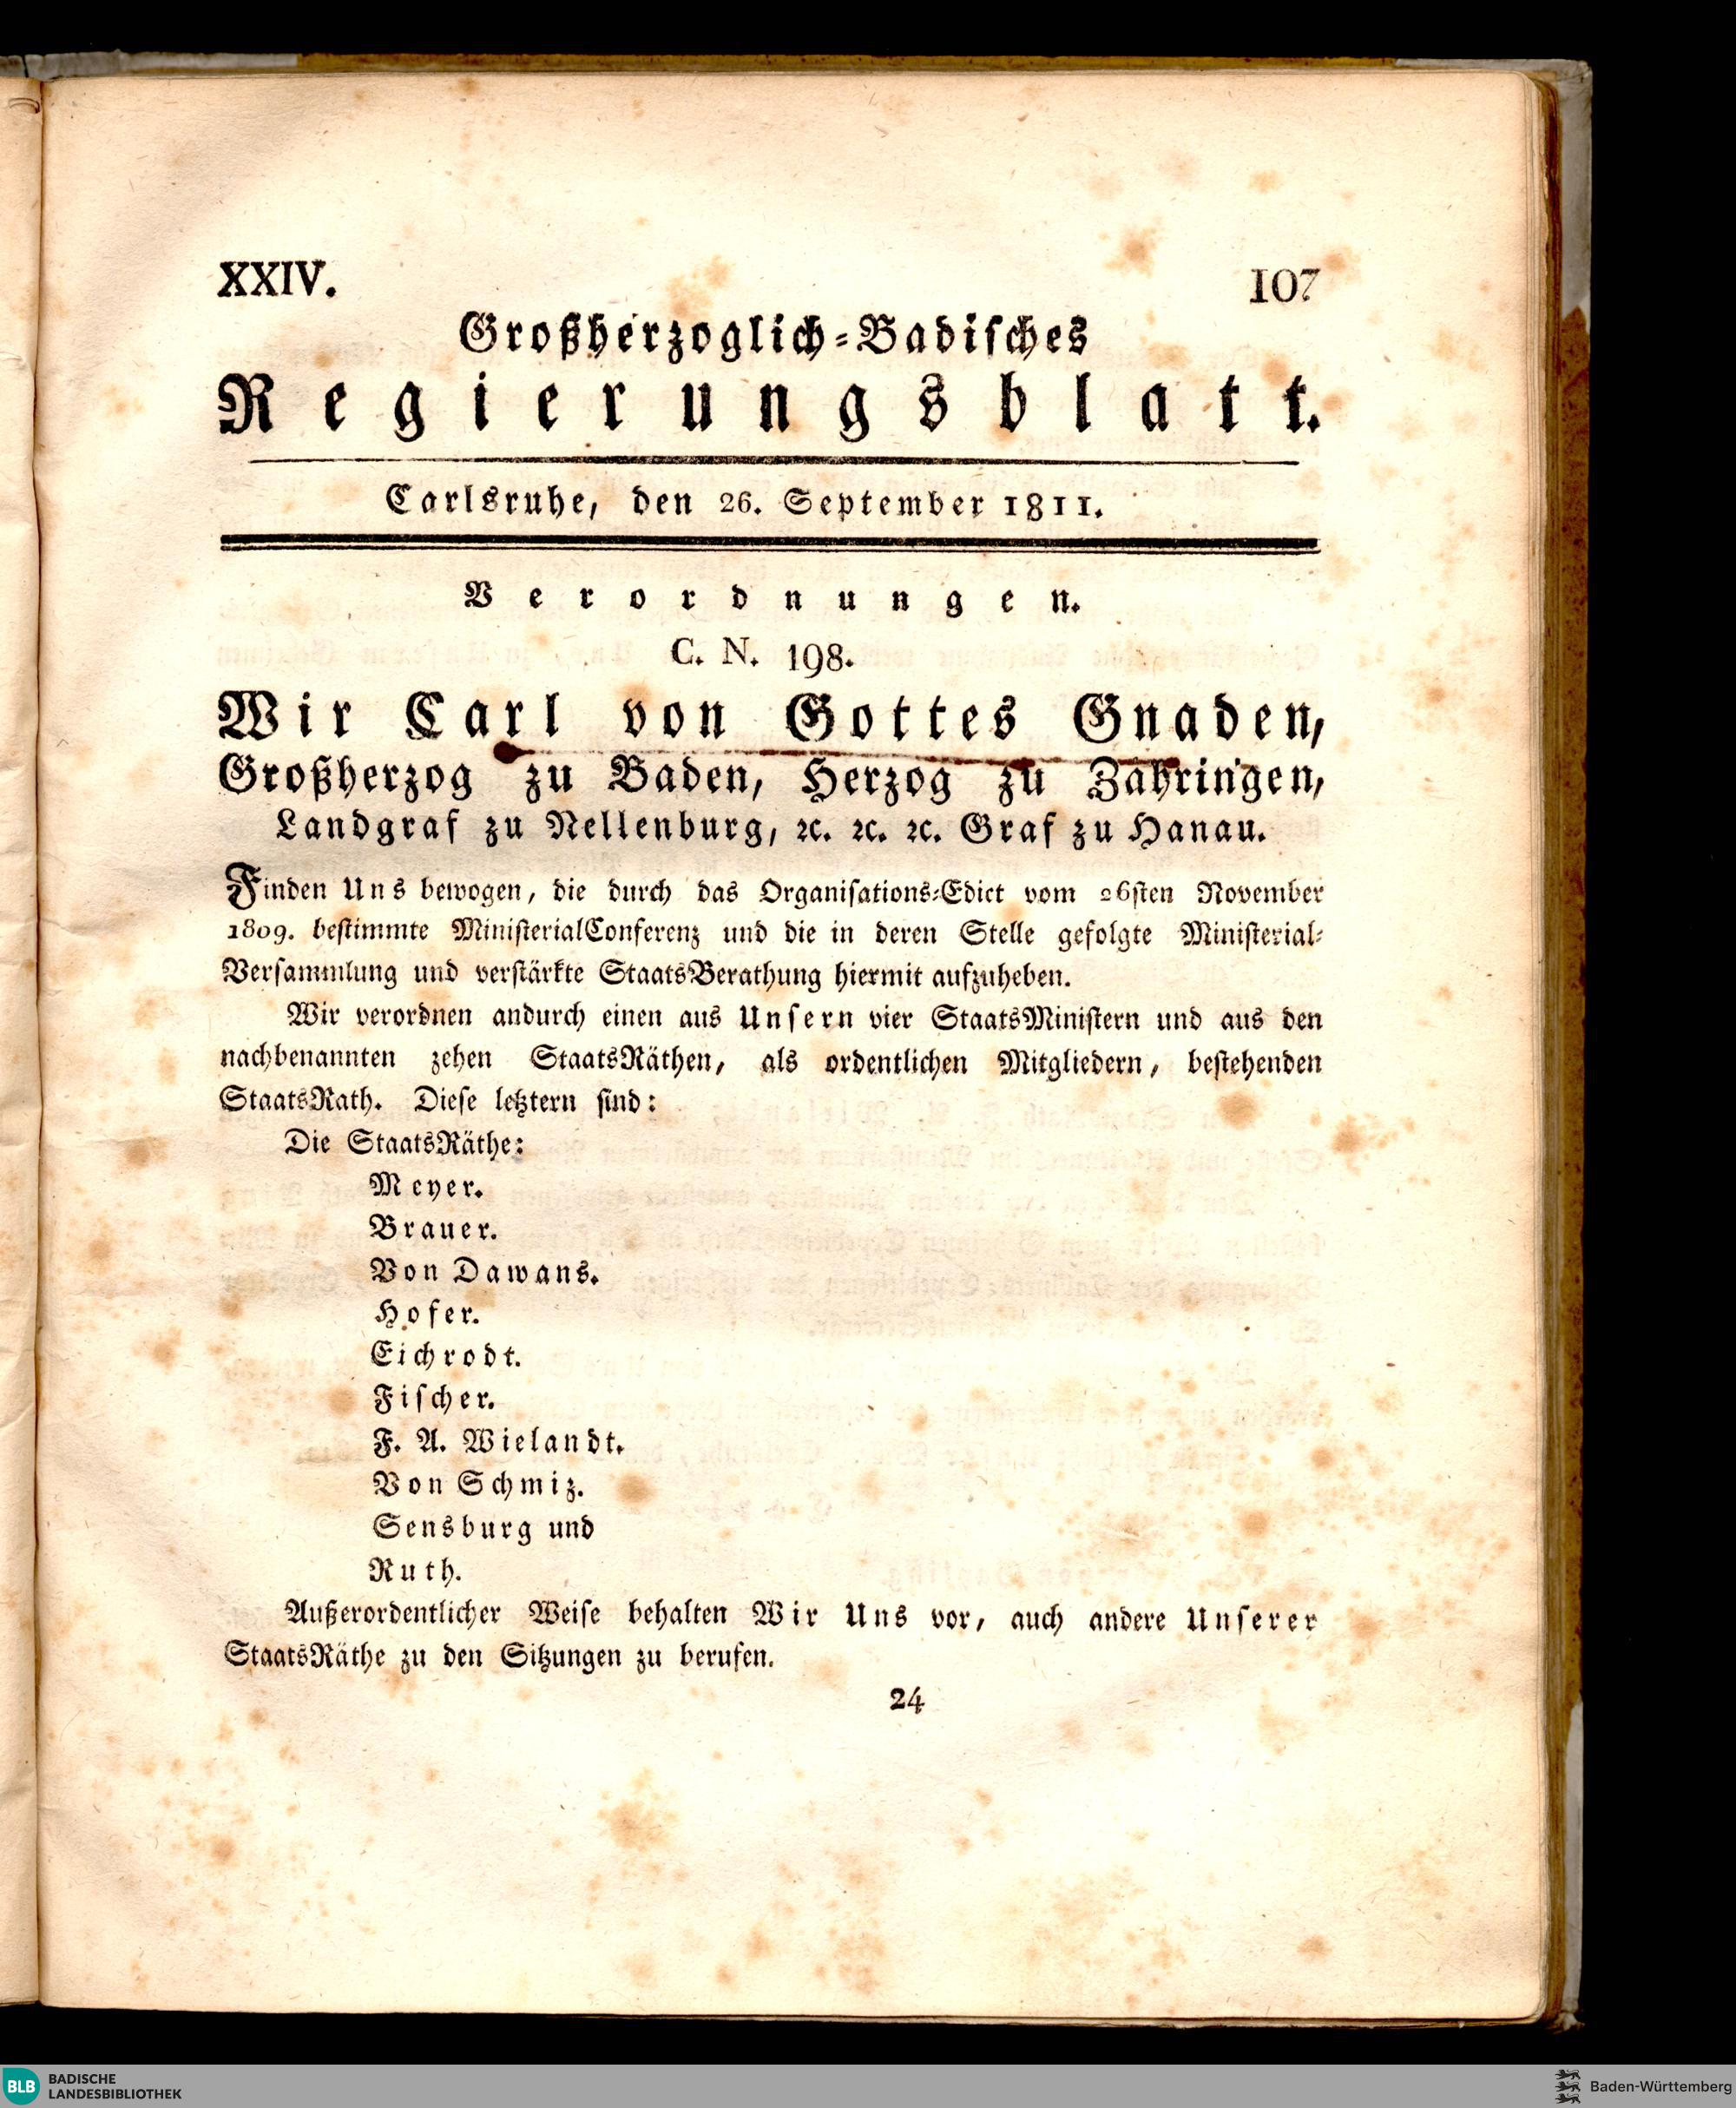 XXIV.
107
Großherzoglich-Badisches
Regierungsblatt.
Carlsruhe, den 26. September 1811.
Verordnungen.
C. N. 198.
Wir Carl von Gottes Gnaden,
Großherzog zu Baden, Herzog zu Zähringen,
Landgraf zu Nellenburg, ꝛc. ꝛc. ꝛc. Graf zu Hanau.
Finden Uns bewogen, die durch das Organisations-Edict vom 26sten November
1809. bestimmte MinisterialConferenz und die in deren Stelle gefolgte Ministerial-
Versammlung und verstärkte StaatsBerathung hiermit aufzuheben.
Wir verordnen andurch einen aus Unsern vier StaatsMinistern und aus den
nachbenannten zehen StaatsRäthen, als ordentlichen Mitgliedern, bestehenden
StaatsRath. Diese letztern sind:
Die StaatsRäthe:
Meyer.
Brauer.
Von Dawans.
Hofer.
Eichrodt.
Fischer.
F. A. Wielandt.
Von Schmiz.
Sensburg und
Ruth.
Außerordentlicher Weise behalten Wir Uns vor, auch andere Unserer
StaatsRäthe zu den Sitzungen zu berufen.
24
BLB BADISCHE
LANDESBIBLIOTHEK
Baden-Württemberg